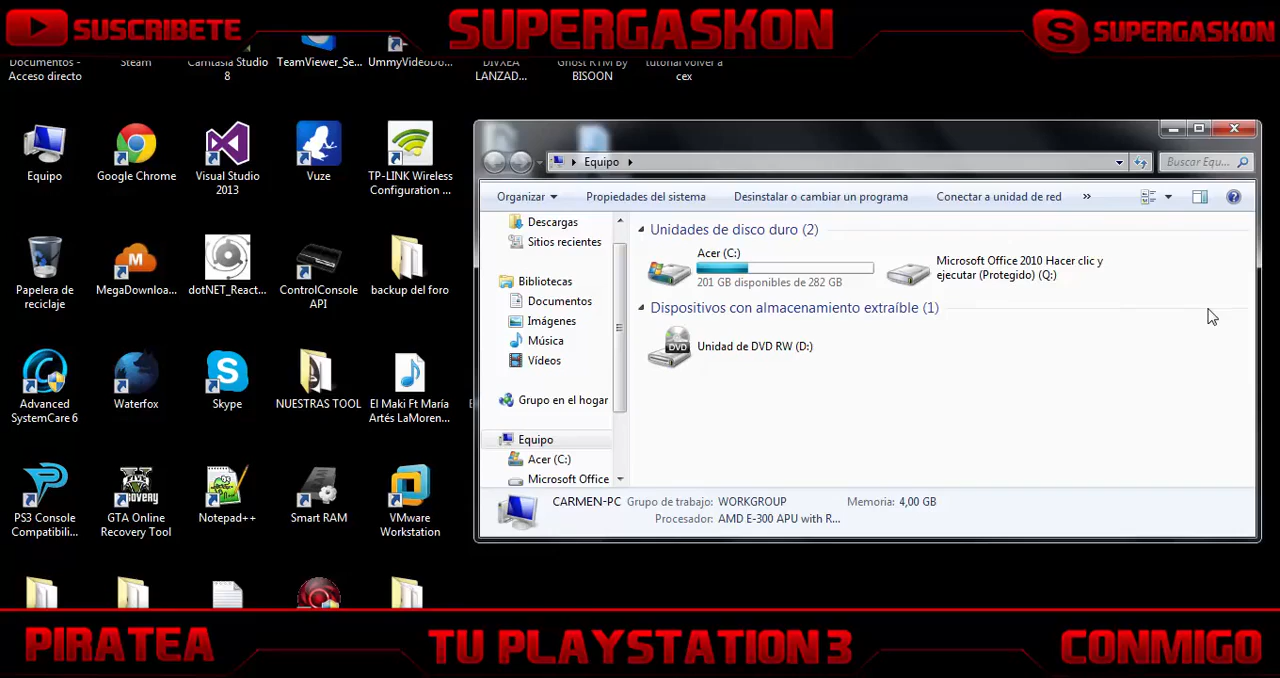 SUSCRIBETE
SUPERGASKON
SUPERGASKON
Documentos -
Acceso directo
Steam
Camtasia Studio
8
TeamViewer_Se...
UmmyVideoDo...
DIVXEA
LANZAD...
Ghost RTM By
BISOON
tutorial volver a
cex
Equipo
Google Chrome
Visual Studio
2013
Vuze
TP-LINK Wireless
Configuration ...
Papelera de
reciclaje
MegaDownloa...
dotNET_React...
ControlConsole
API
backup del foro
Advanced
SystemCare 6
Waterfox
Skype
NUESTRAS TOOL
El Maki Ft María
Artés LaMoren...
PS3 Console
Compatibili...
GTA Online
Recovery Tool
Notepad++
Smart RAM
VMware
Workstation
Equipo
Buscar Equ...
Organizar
Propiedades del sistema
Desinstalar o cambiar un programa
Conectar a unidad de red
»
Descargas
Sitios recientes
Bibliotecas
Documentos
Imágenes
Música
Vídeos
Grupo en el hogar
Equipo
Acer (C:)
Microsoft Office
Unidades de disco duro (2)
Acer (C:)
201 GB disponibles de 282 GB
Microsoft Office 2010 Hacer clic y
ejecutar (Protegido) (Q:)
Dispositivos con almacenamiento extraíble (1)
DVD
Unidad de DVD RW (D:)
CARMEN-PC Grupo de trabajo: WORKGROUP Memoria: 4,00 GB
Procesador: AMD E-300 APU with R...
PIRATEA
TU PLAYSTATION 3
CONMIGO